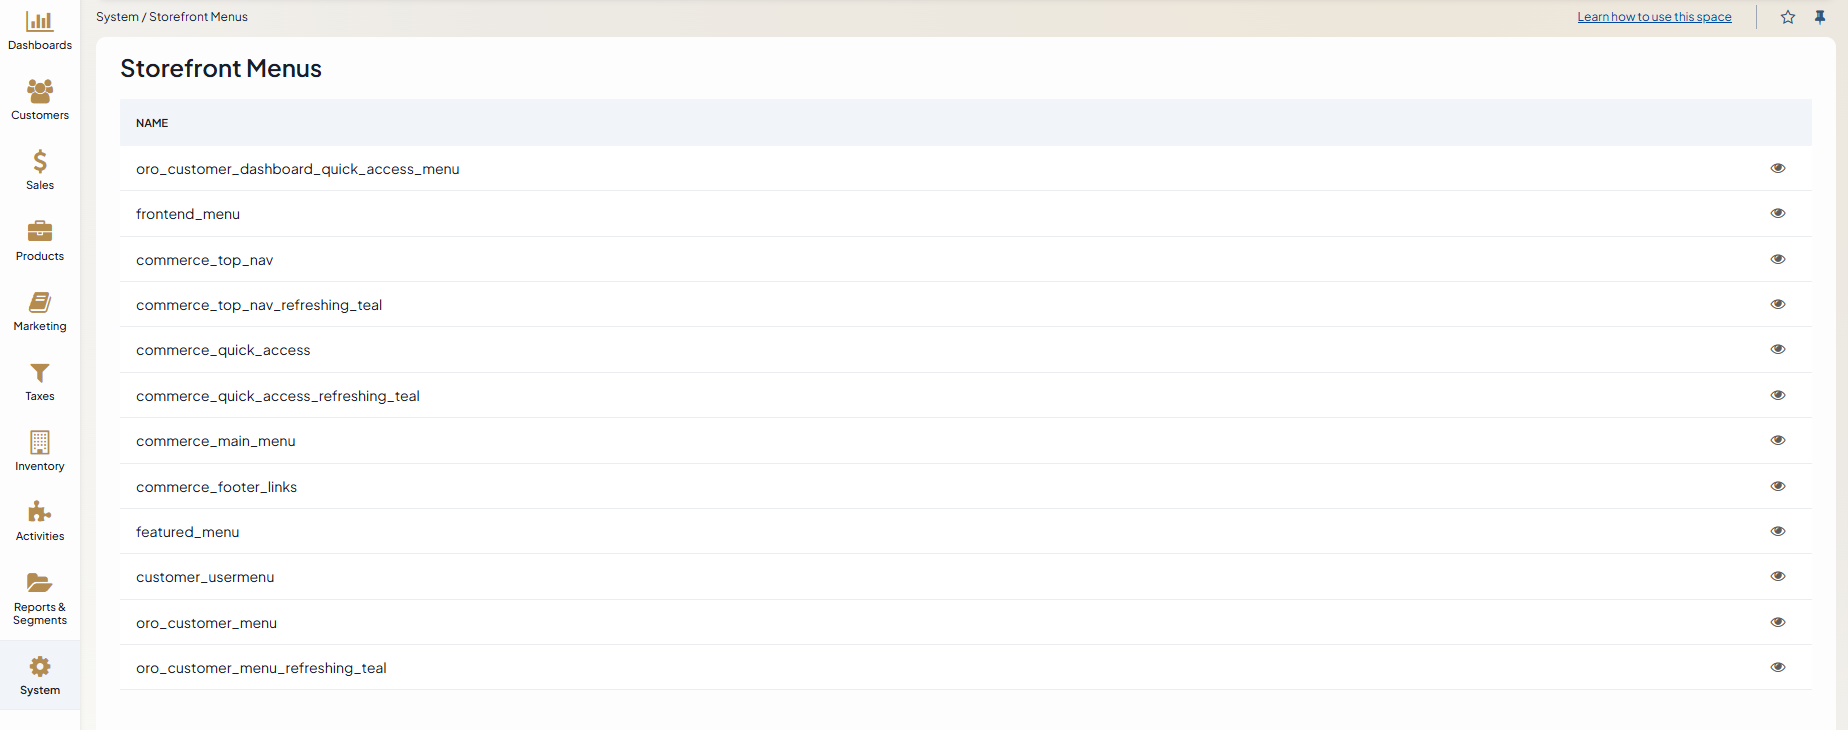 System / Storefront Menus
Learn how to use this space
Dashboards
Customers
Sales
Products
Marketing
Taxes
Inventory
Activities
Reports &
Segments
System
Storefront Menus
NAME
oro_customer_dashboard_quick_access_menu
frontend_menu
commerce_top_nav
commerce_top_nav_refreshing_teal
commerce_quick_access
commerce_quick_access_refreshing_teal
commerce_main_menu
commerce_footer_links
featured_menu
customer_usermenu
oro_customer_menu
oro_customer_menu_refreshing_teal